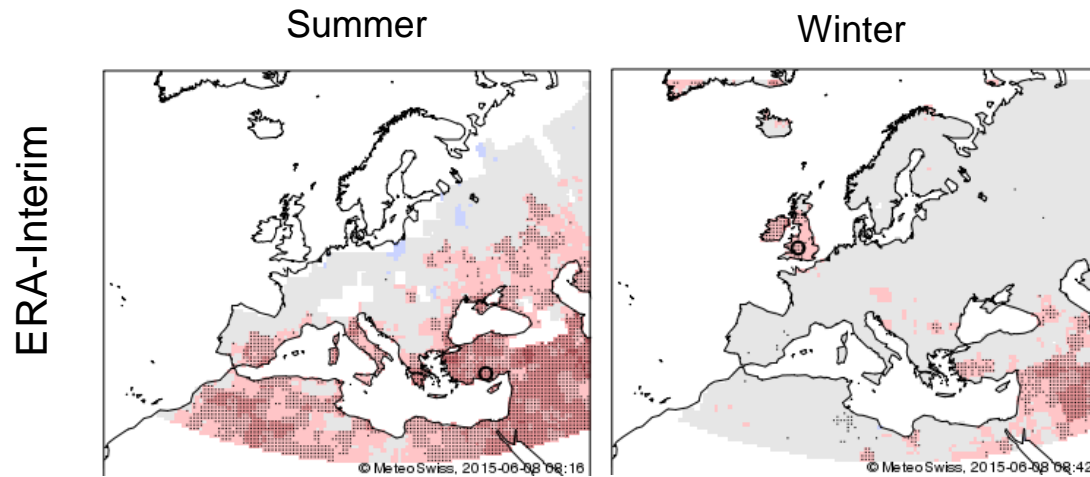 Summer
Winter
ERA-Interim
© MeteoSwiss, 2015-06-08 08:16
© MeteoSwiss, 2015-06-08 08:42